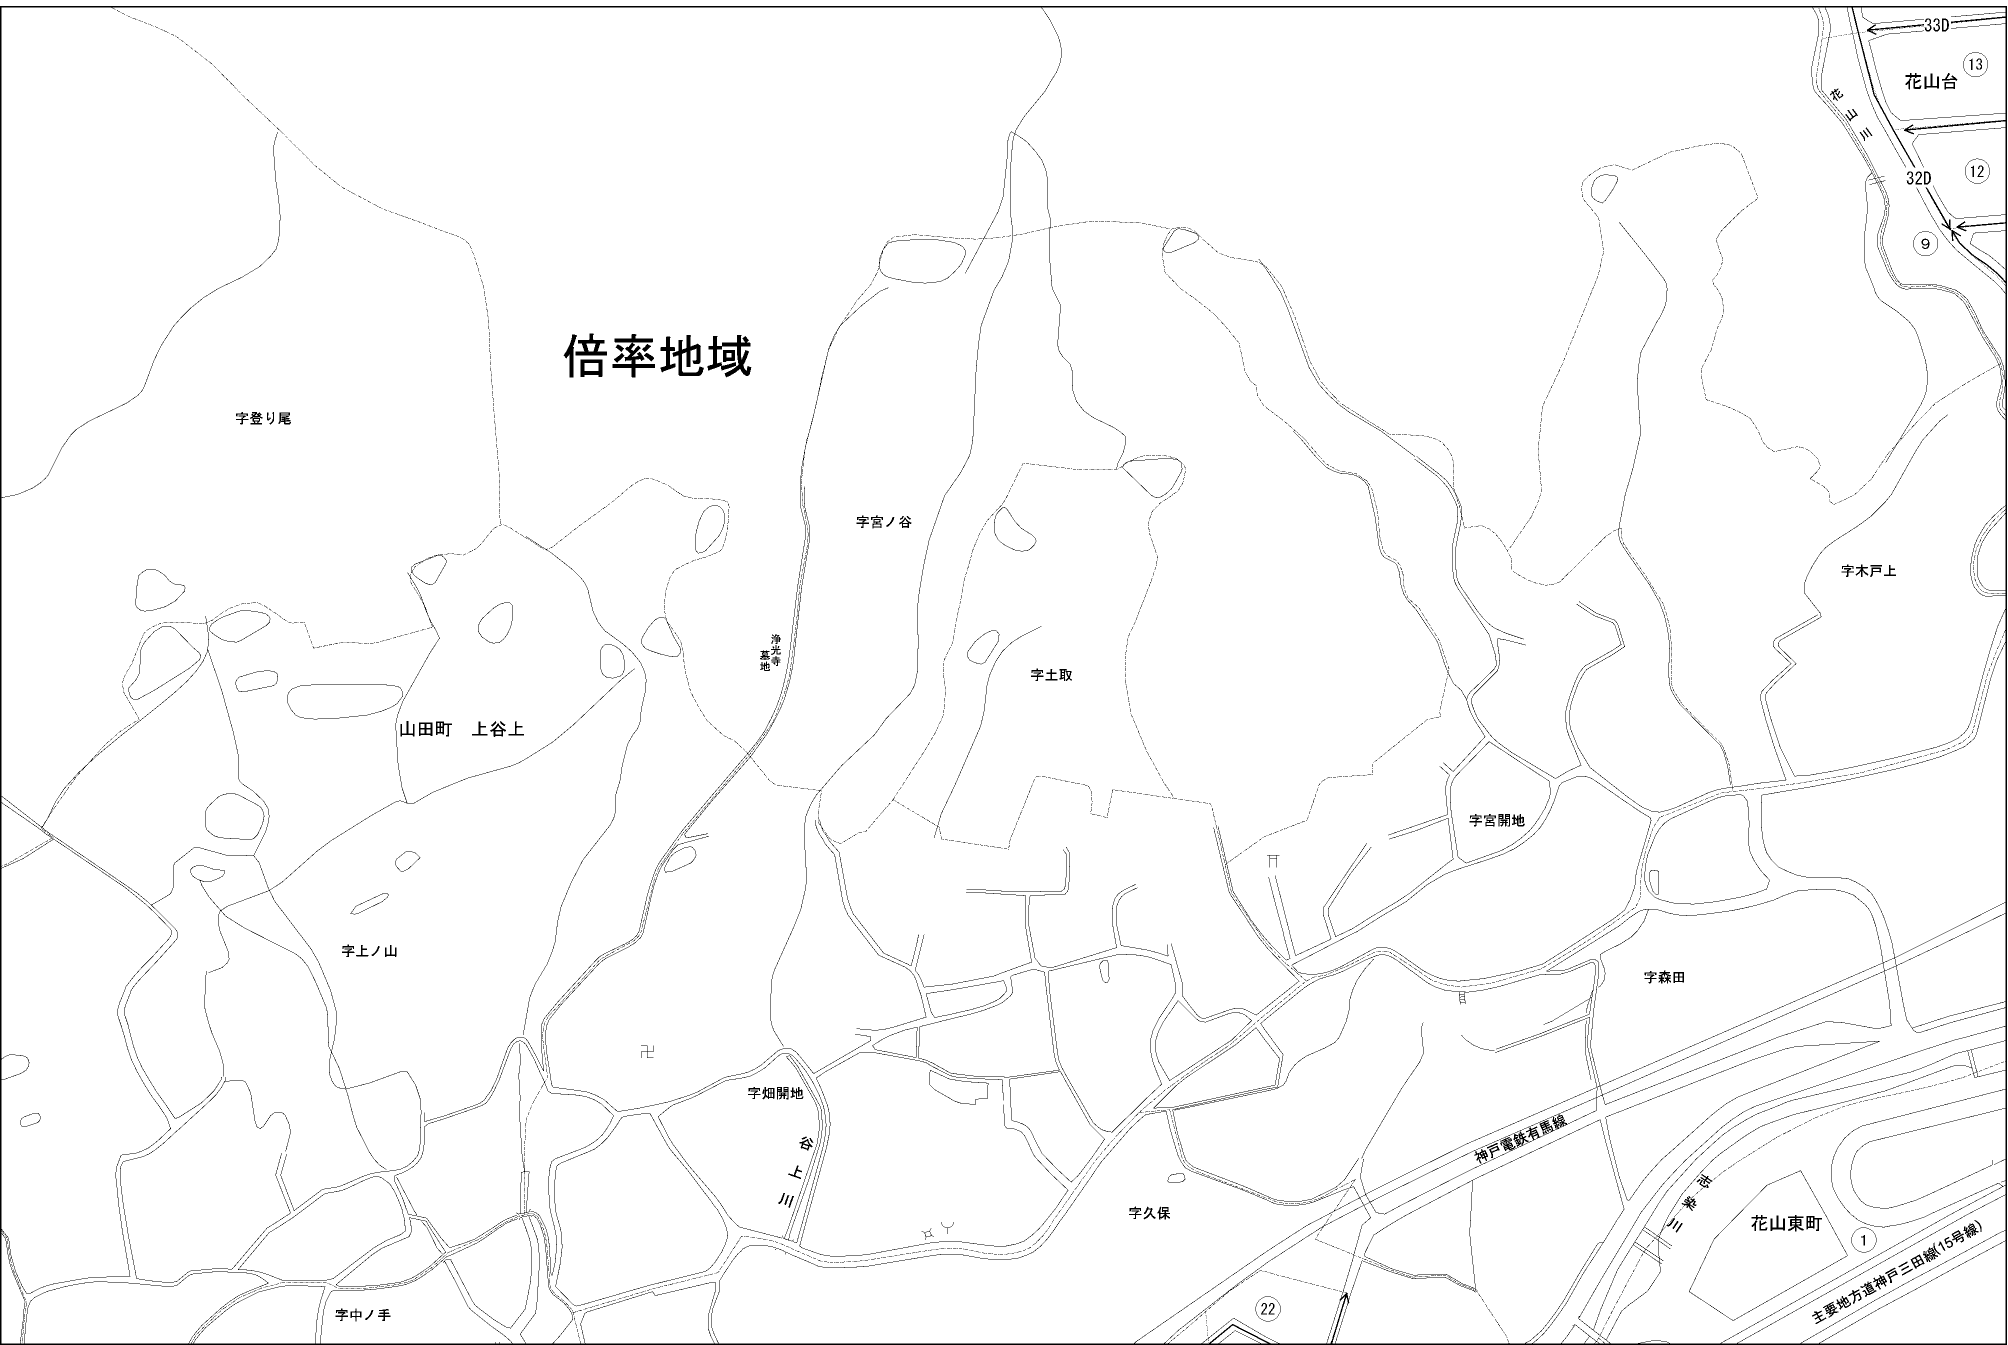 33D
13
花山台
花山川
12
32D
9
倍率地域
字登り尾
字宮ノ谷
字木戸上
浄光寺
墓地
字土取
山田町 上谷上
字宮開地
字上ノ山
字森田
字畑開地
谷上川
神戸電鉄有馬線
志染川
字久保
花山東町
1
主要地方道神戸三田線(15号線)
22
字中ノ手